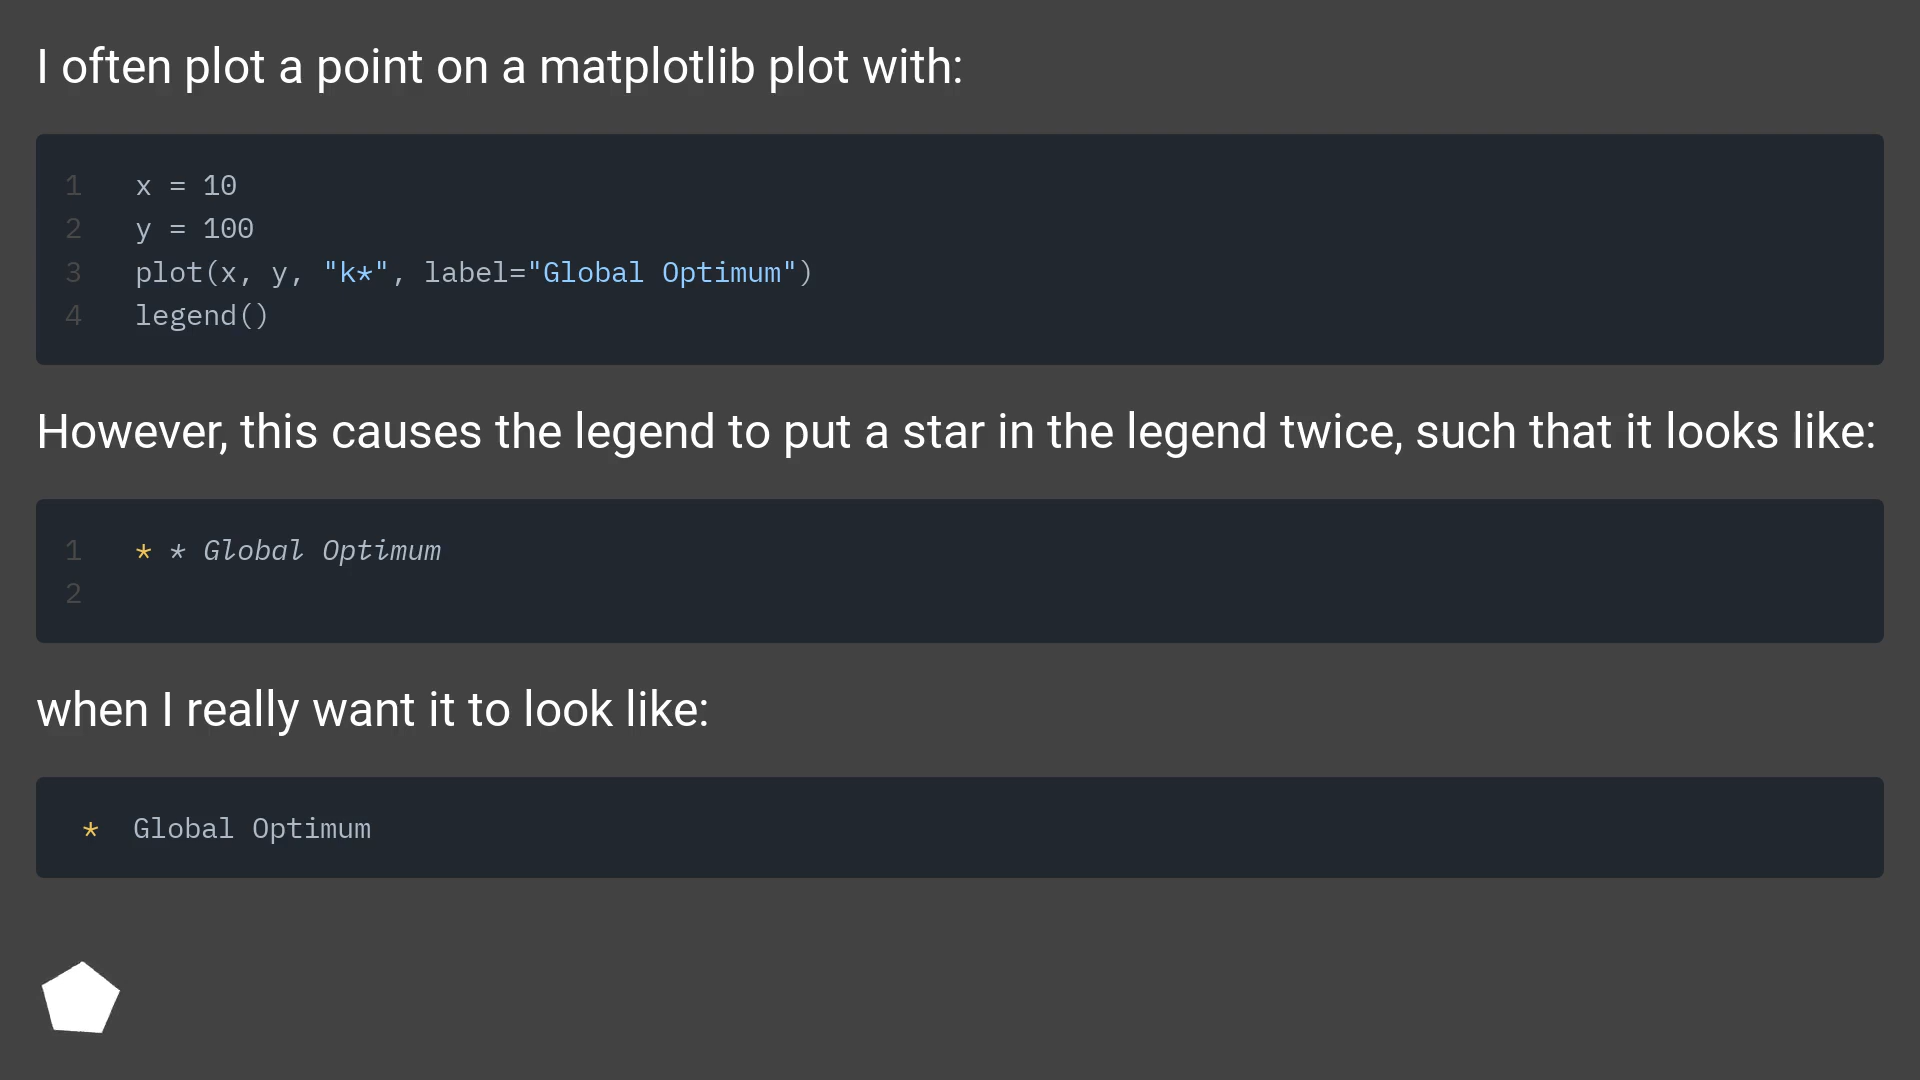 I often plot a point on a matplotlib plot with:
1 x = 10
2 y = 100
3 plot(x, y, "k*", label="Global Optimum")
4 legend()
However, this causes the legend to put a star in the legend twice, such that it looks like:
1 * * Global Optimum
2
when I really want it to look like:
* Global Optimum